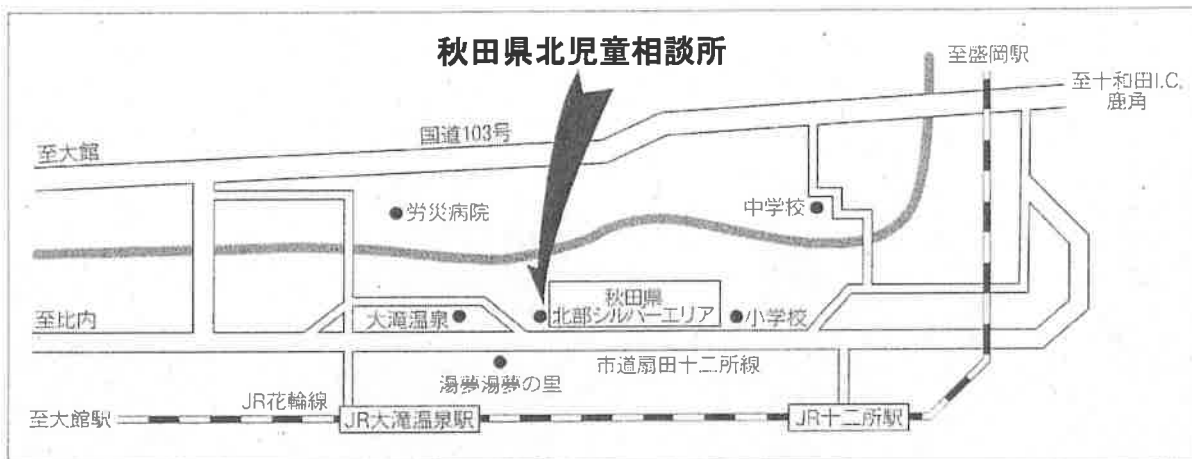 秋田県北児童相談所
至盛岡駅
至十和田I.C.
鹿角
国道103号
至大館
労災病院
中学校
秋田県
北部シルバーエリア
至比内
大滝温泉
小学校
市道扇田十二所線
湯夢湯夢の里
JR花輪線
至大館駅
JR大滝温泉駅
JR十二所駅